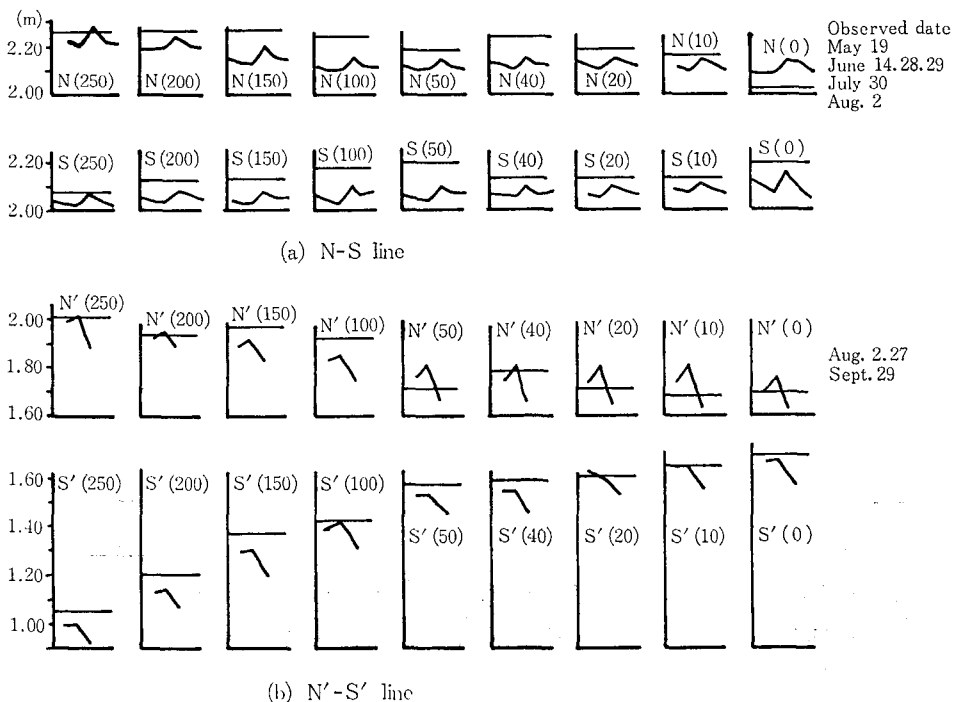 (m)
2.20
2.00
N (250) N (200) N (150) N (100) N (50) N (40) N (20) N (10) N (0)
Observed date
May 19
June 14.28.29
July 30
Aug. 2
2.20
2.00
S (250) S (200) S (150) S (100) S (50) S (40) S (20) S (10) S (0)
(a) N-S line
2.00
1.80
1.60
N′ (250) N′ (200) N′ (150) N′ (100) N′ (50) N′ (40) N′ (20) N′ (10) N′ (0)
Aug. 2.27
Sept. 29
1.60
1.40
1.20
1.00
S′ (250) S′ (200) S′ (150) S′ (100) S′ (50) S′ (40) S′ (20) S′ (10) S′ (0)
(b) N′-S′ line